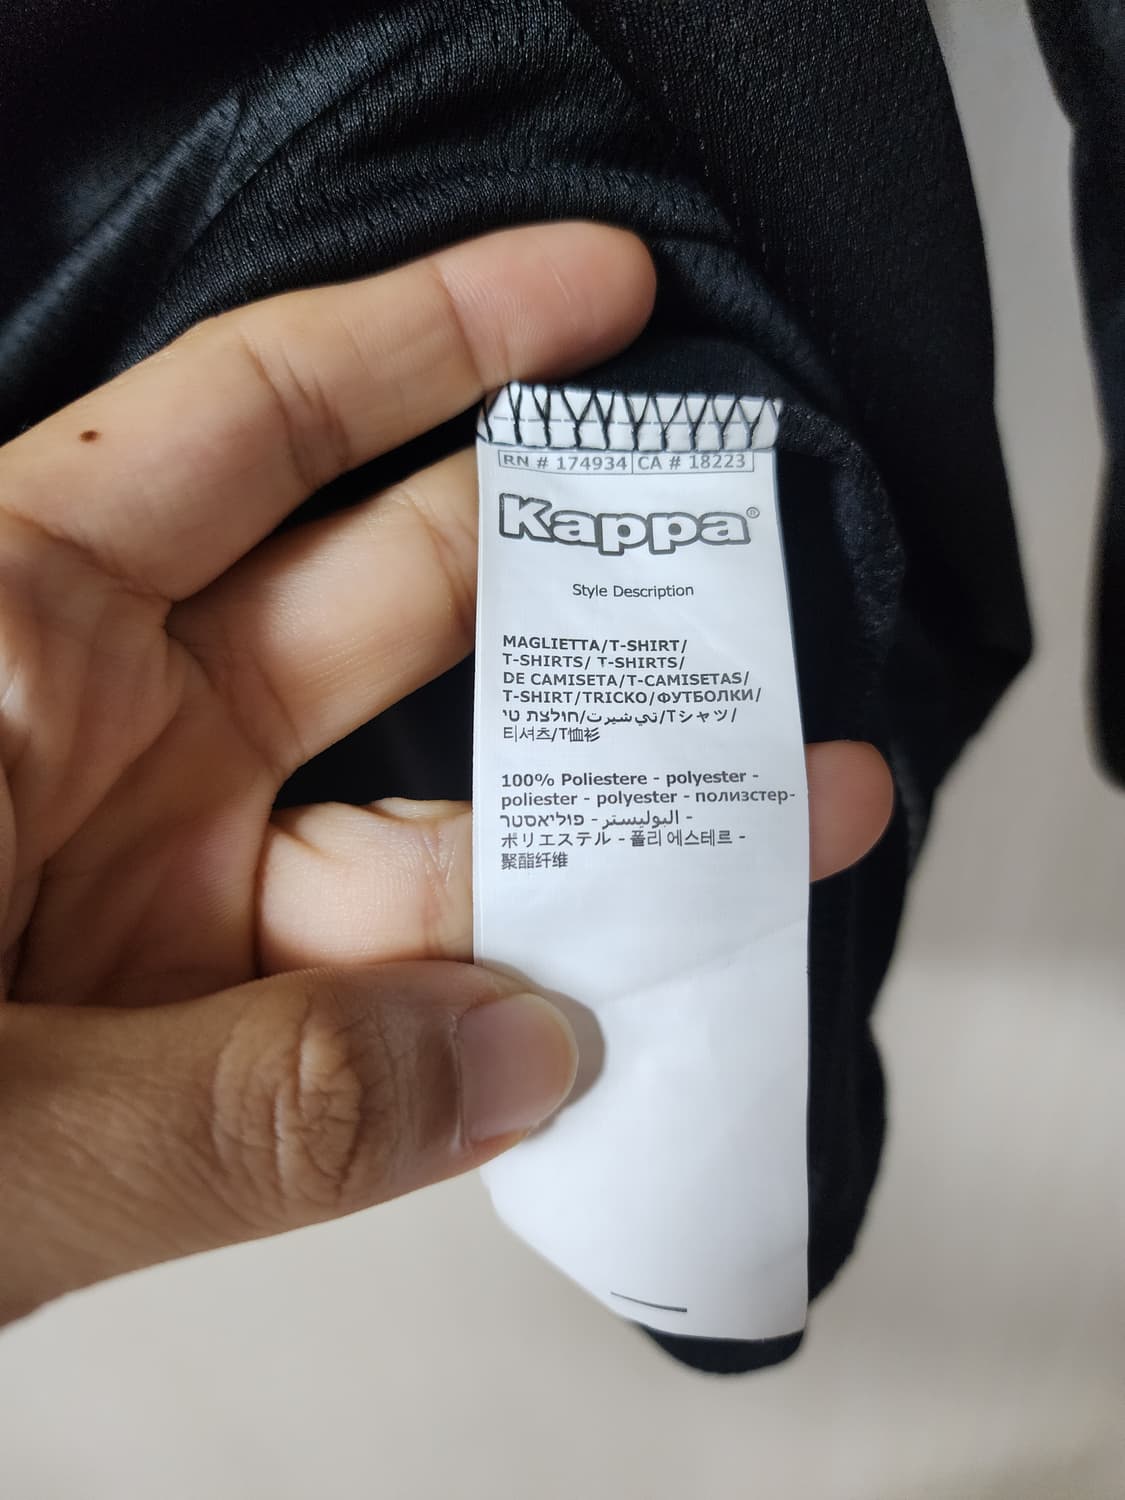 RN # 174934 CA # 18223
Kappa®
Style Description
MAGLIETTA/T-SHIRT/
T-SHIRTS/ T-SHIRTS/
DE CAMISETA/T-CAMISETAS/
T-SHIRT/TRICKO/ФУТБОЛКИ/
חולצת טי/تي شيرت/Tシャツ/
티셔츠/T恤衫
100% Poliestere - polyester -
poliester - polyester - полиэстер-
פוליאסטר - البوليستر -
ポリエステル - 폴리 에스테르 -
聚酯纤维